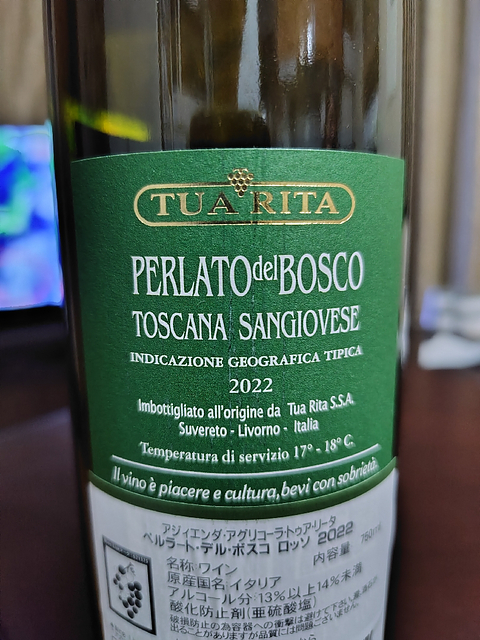 TUA RITA
PERLATO del BOSCO
TOSCANA SANGIOVESE
INDICAZIONE GEOGRAFICA TIPICA
2022
Imbottigliato all'origine da Tua Rita S.S.A.
Suvereto - Livorno - Italia
Temperatura di servizio 17° - 18° C.
Il vino è piacere e cultura, bevi con sobrietà.
アジィエンダ・アグリコーラ・トゥア・リータ
ペルラート・デル・ボスコ ロッソ 2022
名称 ワイン 内容量 750ml
原産国名 イタリア
アルコール分 13%以上14%未満
酸化防止剤(亜硫酸塩)